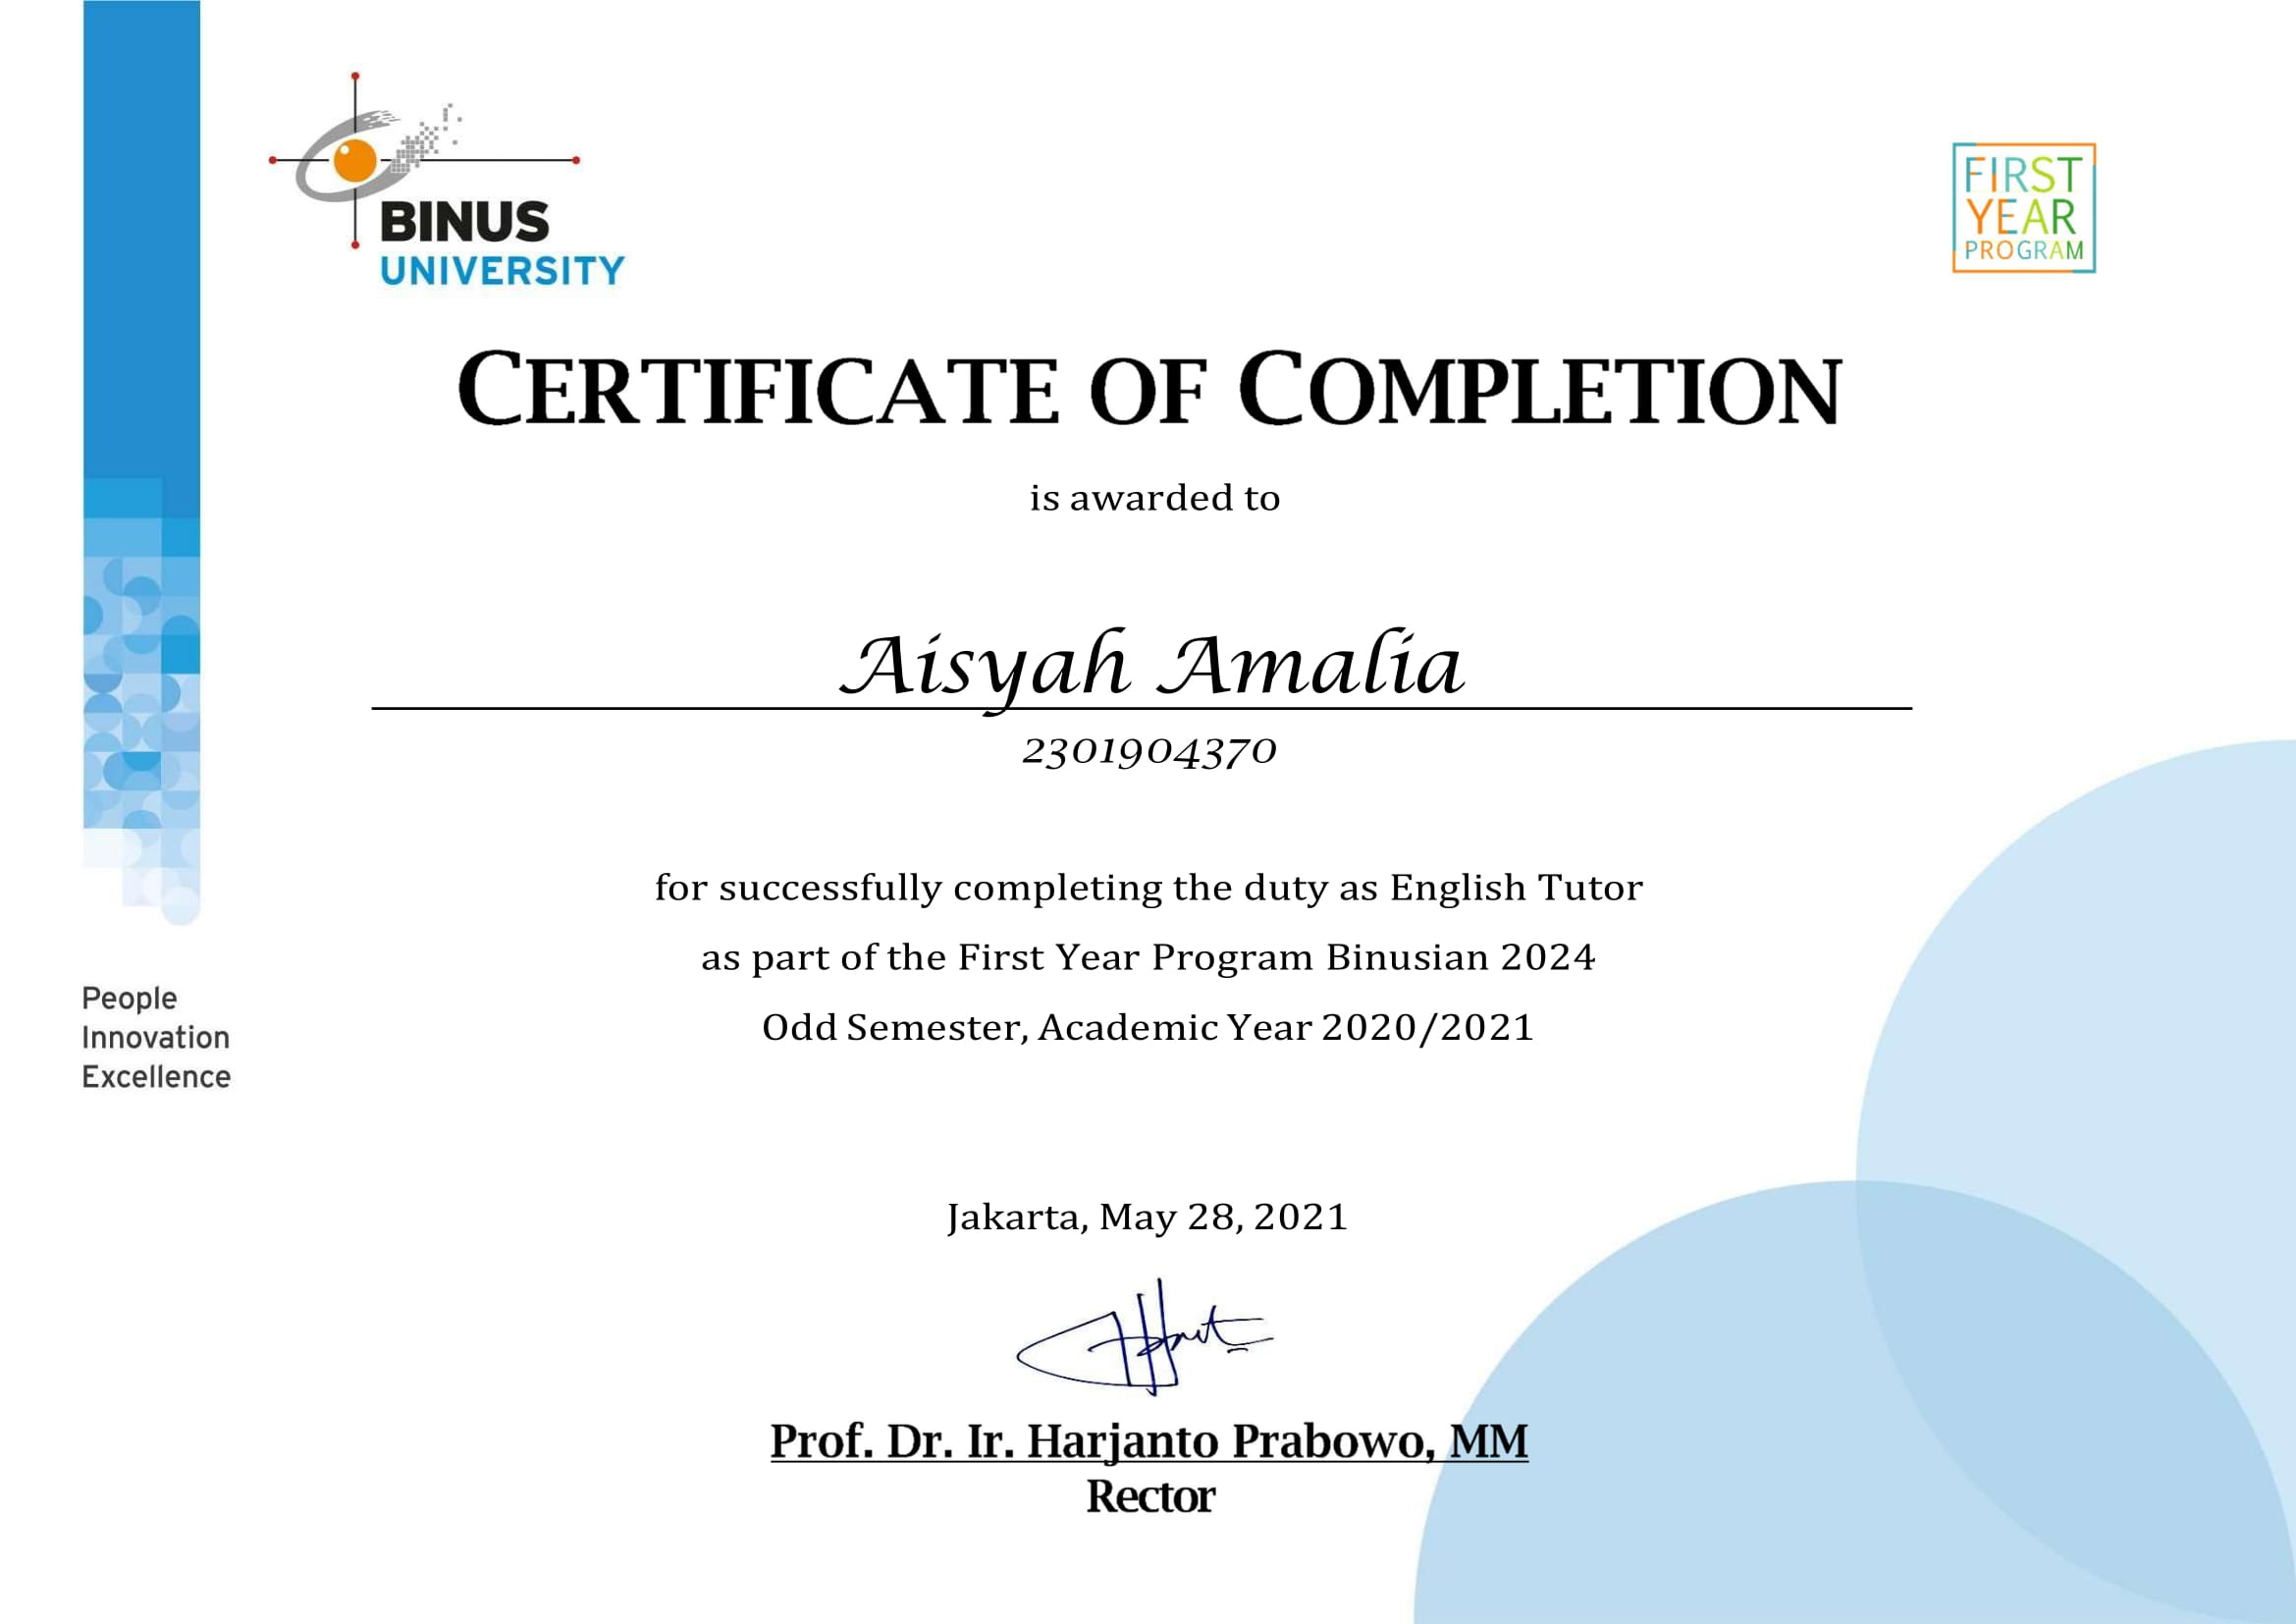 BINUS
UNIVERSITY
FIRST
YEAR
PROGRAM
CERTIFICATE OF COMPLETION
is awarded to
Aisyah Amalia
2301904370
for successfully completing the duty as English Tutor
as part of the First Year Program Binusian 2024
Odd Semester, Academic Year 2020/2021
People
Innovation
Excellence
Jakarta, May 28, 2021
Prof. Dr. Ir. Harjanto Prabowo, MM
Rector